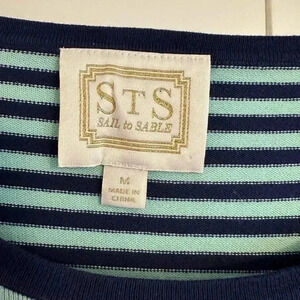 STS
SAIL to SABLE
M
MADE IN
CHINA